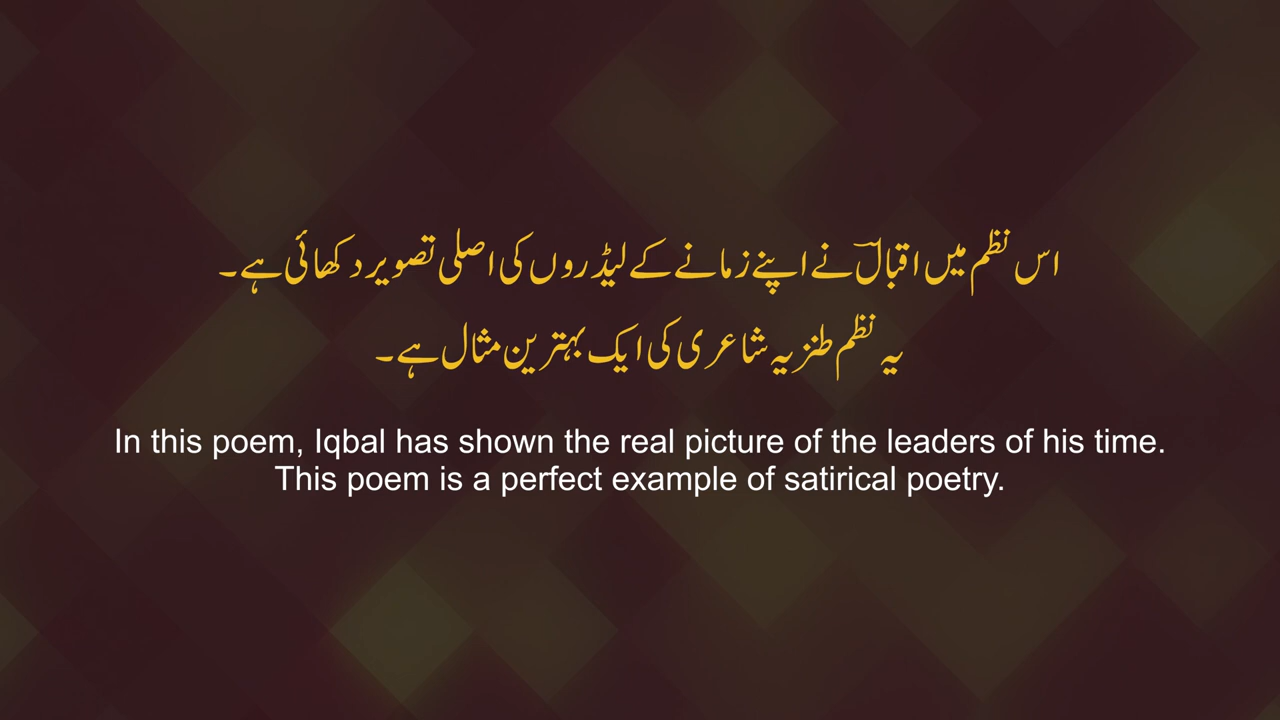 اس نظم میں اقبالؔ نے اپنے زمانے کے لیڈروں کی اصلی تصویر دکھائی ہے۔
یہ نظم طنزیہ شاعری کی ایک بہترین مثال ہے۔
In this poem, Iqbal has shown the real picture of the leaders of his time.
This poem is a perfect example of satirical poetry.